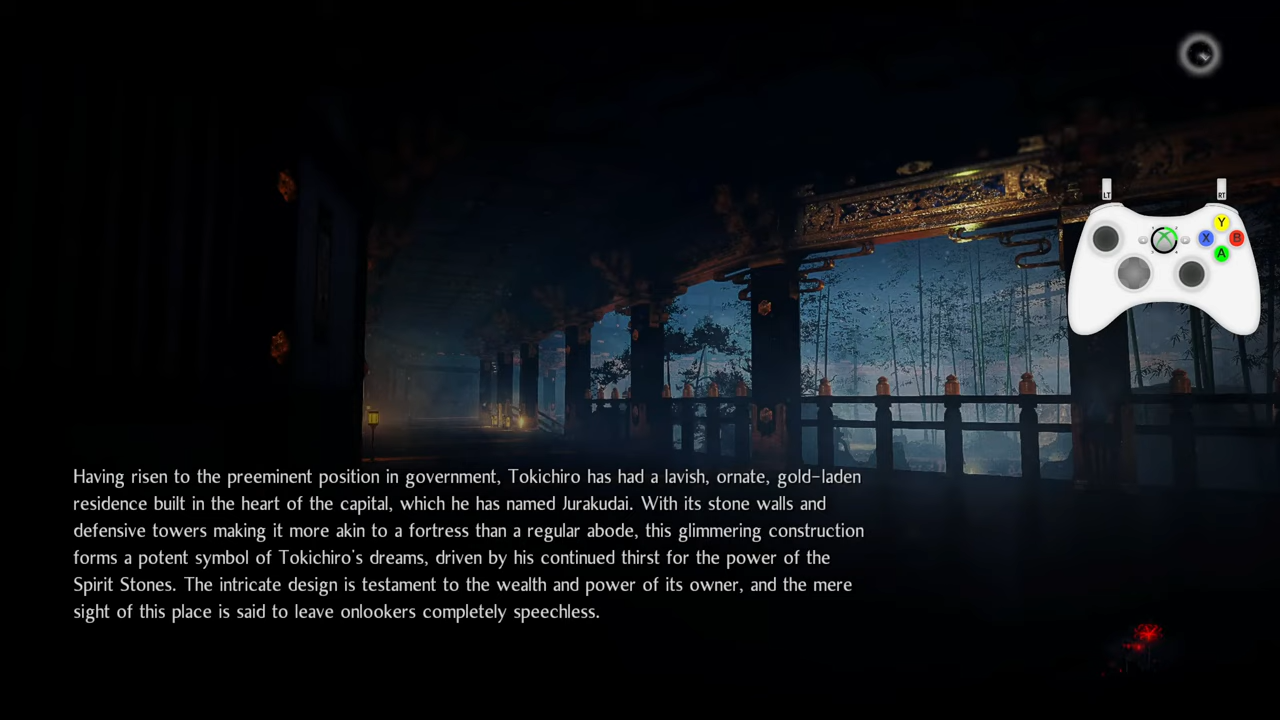 LT
RT
Y
X
B
A
Having risen to the preeminent position in government, Tokichiro has had a lavish, ornate, gold-laden
residence built in the heart of the capital, which he has named Jurakudai. With its stone walls and
defensive towers making it more akin to a fortress than a regular abode, this glimmering construction
forms a potent symbol of Tokichiro's dreams, driven by his continued thirst for the power of the
Spirit Stones. The intricate design is testament to the wealth and power of its owner, and the mere
sight of this place is said to leave onlookers completely speechless.